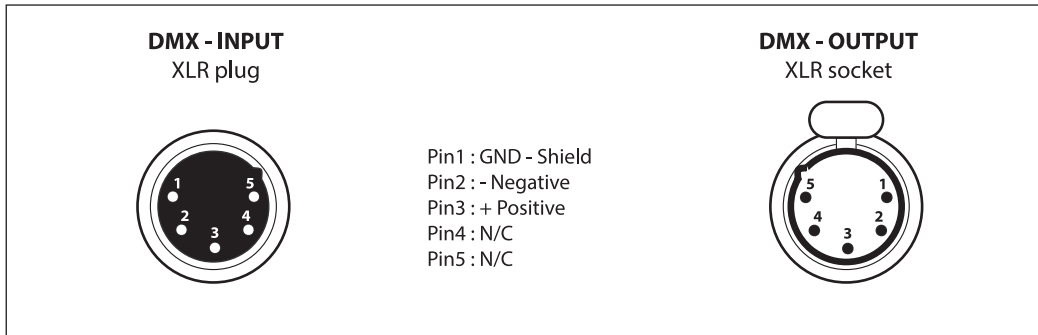 DMX - INPUT
XLR plug
1
5
2
4
3
Pin1 : GND - Shield
Pin2 : - Negative
Pin3 : + Positive
Pin4 : N/C
Pin5 : N/C
DMX - OUTPUT
XLR socket
5
1
4
2
3